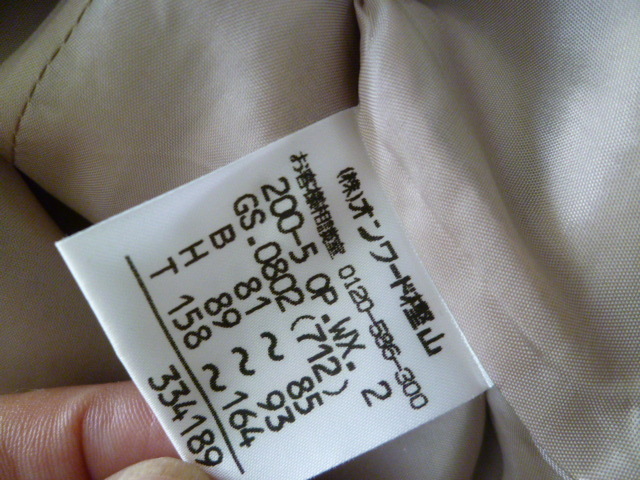 (株)オンワード樫山
お客様相談室 0120-586-300
200-5 OP.WX. 2
GS.0802 (712)
B 81 ~ 85
H 89 ~ 93
T 158 ~ 164
334189